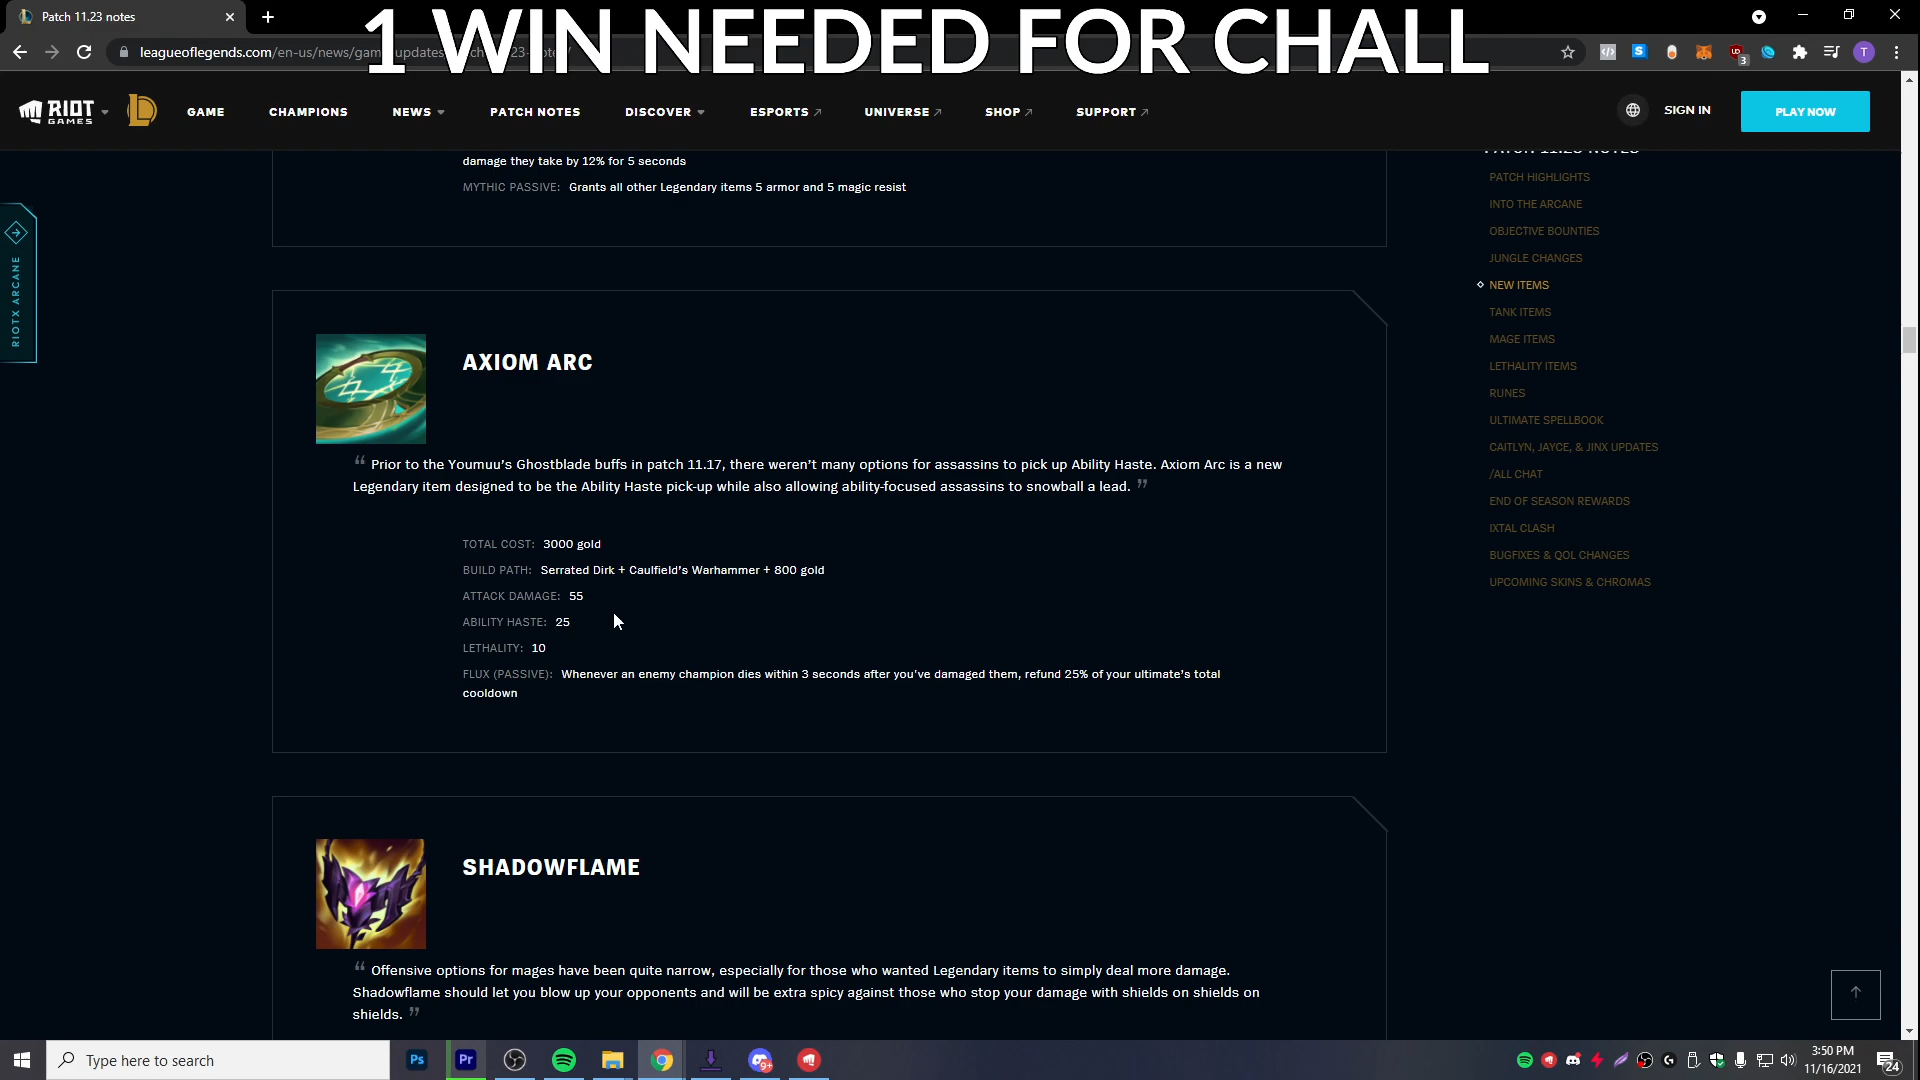 Patch 11.23 notes
1 WIN NEEDED FOR CHALL
leagueoflegends.com/en-us/news/gam
updates
3
T
RIOT GAMES
GAME
CHAMPIONS
NEWS
PATCH NOTES
DISCOVER
ESPORTS
UNIVERSE
SHOP
SUPPORT
SIGN IN
PLAY NOW
damage they take by 12% for 5 seconds
MYTHIC PASSIVE: Grants all other Legendary items 5 armor and 5 magic resist
RIOTX ARCANE
AXIOM ARC
“ Prior to the Youmuu's Ghostblade buffs in patch 11.17, there weren't many options for assassins to pick up Ability Haste. Axiom Arc is a new
Legendary item designed to be the Ability Haste pick-up while also allowing ability-focused assassins to snowball a lead. ”
TOTAL COST: 3000 gold
BUILD PATH: Serrated Dirk + Caulfield's Warhammer + 800 gold
ATTACK DAMAGE: 55
ABILITY HASTE: 25
LETHALITY: 10
FLUX (PASSIVE): Whenever an enemy champion dies within 3 seconds after you've damaged them, refund 25% of your ultimate's total
cooldown
SHADOWFLAME
“ Offensive options for mages have been quite narrow, especially for those who wanted Legendary items to simply deal more damage.
Shadowflame should let you blow up your opponents and will be extra spicy against those who stop your damage with shields on shields on
shields. ”
PATCH 11.23 NOTES
PATCH HIGHLIGHTS
INTO THE ARCANE
OBJECTIVE BOUNTIES
JUNGLE CHANGES
NEW ITEMS
TANK ITEMS
MAGE ITEMS
LETHALITY ITEMS
RUNES
ULTIMATE SPELLBOOK
CAITLYN, JAYCE, & JINX UPDATES
/ALL CHAT
END OF SEASON REWARDS
IXTAL CLASH
BUGFIXES & QOL CHANGES
UPCOMING SKINS & CHROMAS
Type here to search
Ps
Pr
9+
3:50 PM
11/16/2021
24